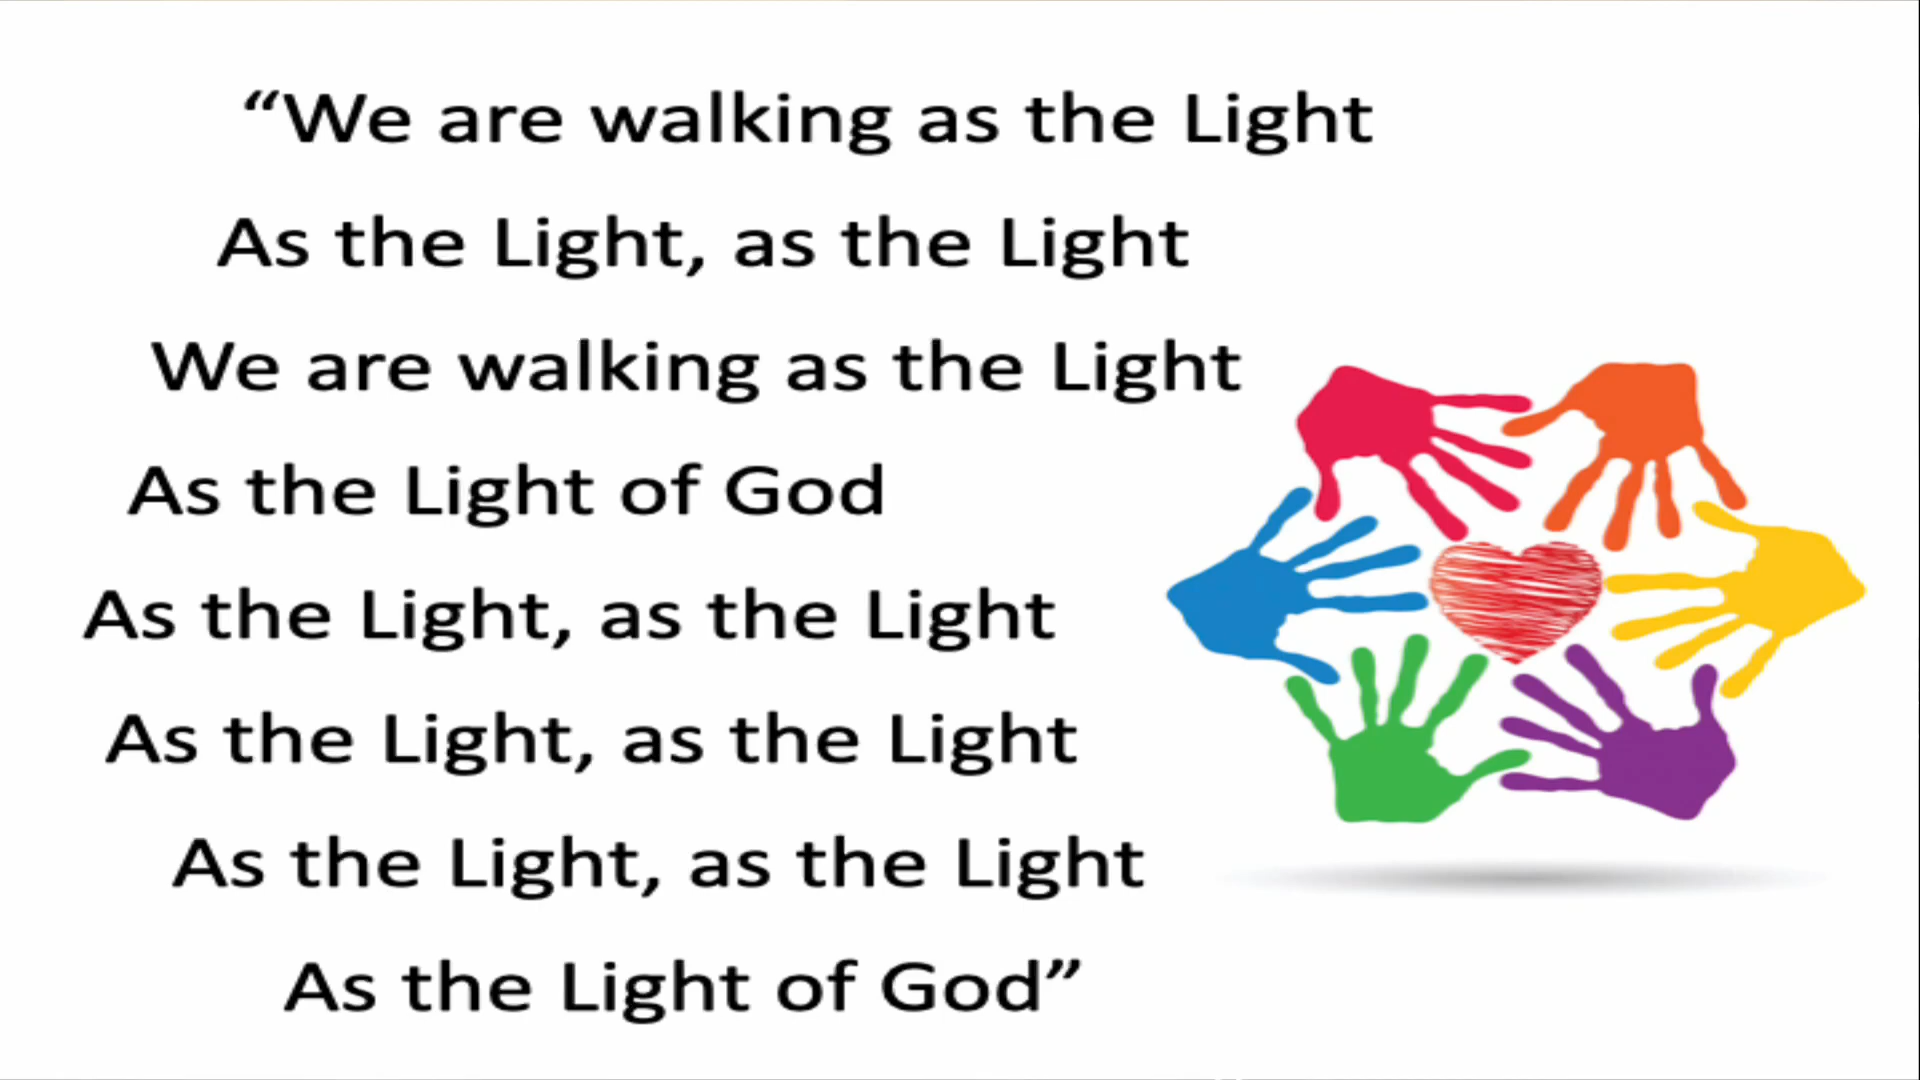 “We are walking as the Light
As the Light, as the Light
We are walking as the Light
As the Light of God
As the Light, as the Light
As the Light, as the Light
As the Light, as the Light
As the Light of God”